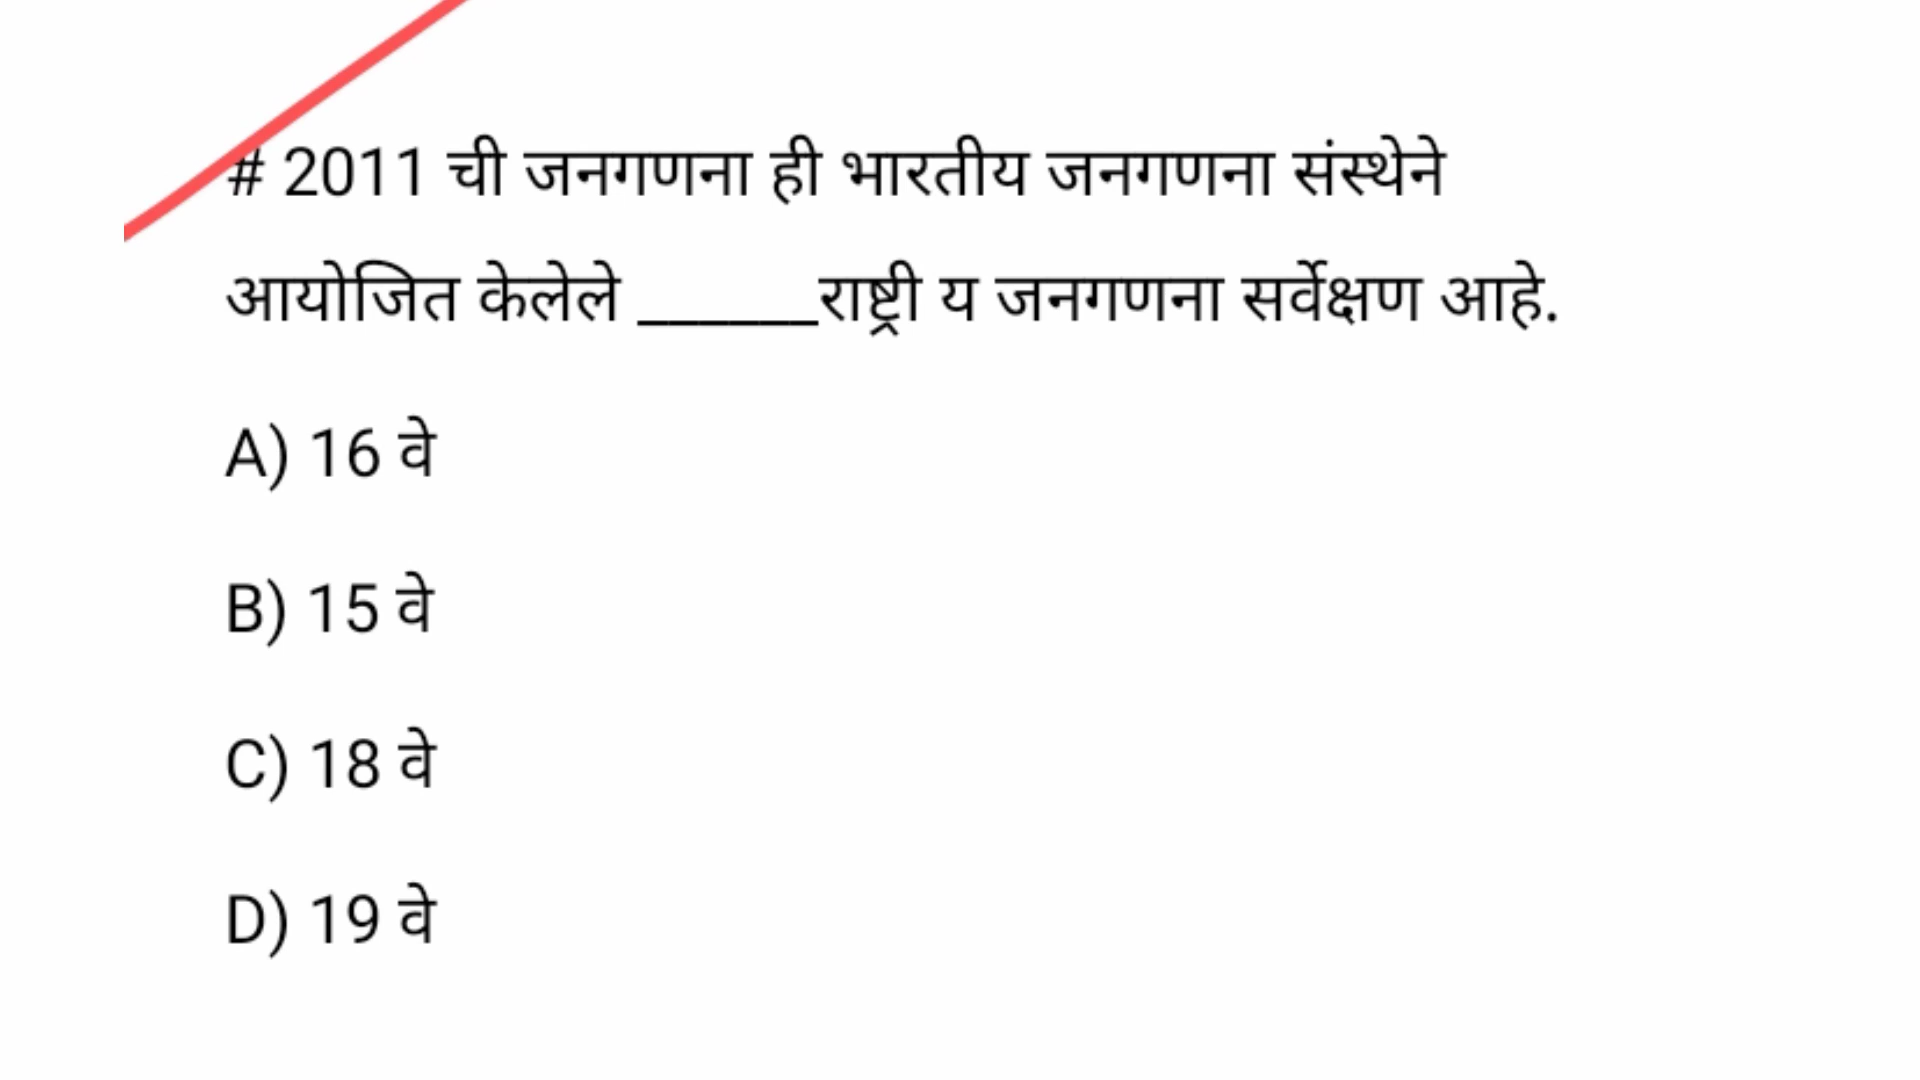 # 2011 ची जनगणना ही भारतीय जनगणना संस्थेने
आयोजित केलेले ______राष्ट्री य जनगणना सर्वेक्षण आहे.
A) 16 वे
B) 15 वे
C) 18 वे
D) 19 वे